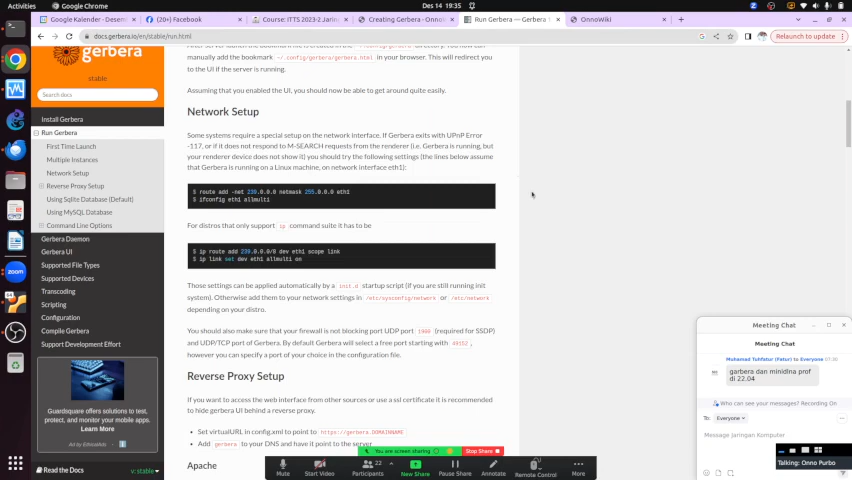 Activities
Google Chrome
Des 14 19:35
Google Kalender - Desem
(20+) Facebook
Course: ITTS 2023-2 Jarin
Creating Gerbera - Onno
Run Gerbera — Gerbera
OnnoWiki
docs.gerbera.io/en/stable/run.html
Relaunch to update
gerbera
stable
Search docs
Install Gerbera
Run Gerbera
First Time Launch
Multiple Instances
Network Setup
Reverse Proxy Setup
Using Sqlite Database (Default)
Using MySQL Database
Command Line Options
Gerbera Daemon
Gerbera UI
Supported File Types
Supported Devices
Transcoding
Scripting
Configuration
Compile Gerbera
Support Development Effort
Guardsquare offers solutions to test,
protect, and monitor your mobile apps.
Learn More
Ad by EthicalAds
Read the Docs
v: stable
manually add the bookmark ~/.config/gerbera/gerbera.html in your browser. This will redirect you
to the UI if the server is running.
Assuming that you enabled the UI, you should now be able to get around quite easily.
Network Setup
Some systems require a special setup on the network interface. If Gerbera exits with UPnP Error
-117, or if it does not respond to M-SEARCH requests from the renderer (i.e. Gerbera is running, but
your renderer device does not show it) you should try the following settings (the lines below assume
that Gerbera is running on a Linux machine, on network interface eth1):
$ route add -net 239.0.0.0 netmask 255.0.0.0 eth1
$ ifconfig eth1 allmulti
For distros that only support ip command suite it has to be
$ ip route add 239.0.0.0/8 dev eth1 scope link
$ ip link set dev eth1 allmulti on
Those settings can be applied automatically by a init.d startup script (if you are still running init
system). Otherwise add them to your network settings in /etc/sysconfig/network or /etc/network
depending on your distro.
You should also make sure that your firewall is not blocking port UDP port 1900 (required for SSDP)
and UDP/TCP port of Gerbera. By default Gerbera will select a free port starting with 49152,
however you can specify a port of your choice in the configuration file.
Reverse Proxy Setup
If you want to access the web interface from other sources or use a ssl certificate it is recommended
to hide gerbera UI behind a reverse proxy.
Set virtualURL in config.xml to point to https://gerbera.DOMAINNAME
Add gerbera to your DNS and have it point to the server
Apache
You are screen sharing
Stop Share
Mute
Start Video
22
Participants
New Share
Pause Share
Annotate
Remote Control
More
Meeting Chat
Meeting Chat
Muhamad Tuhfatur (Fatur) to Everyone 07:30
garbera dan minidlna prof
di 22.04
Who can see your messages? Recording On
To: Everyone
Message Jaringan Komputer
Talking: Onno Purbo